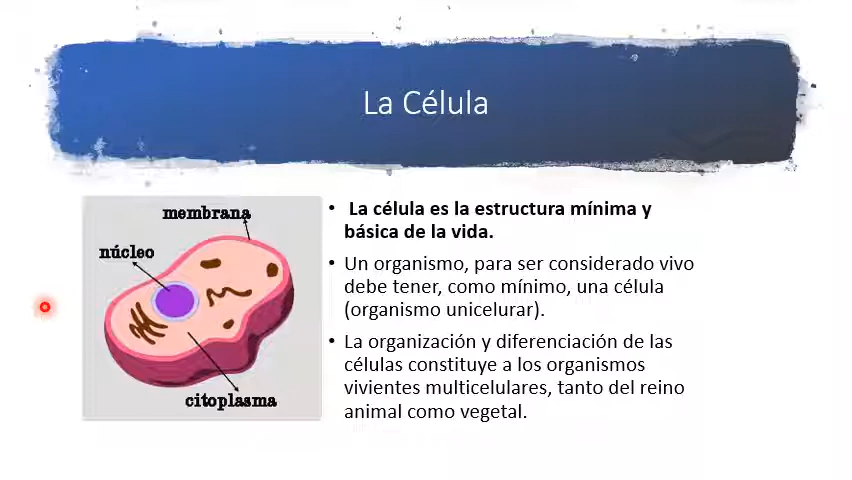 La Célula
membrana
núcleo
citoplasma
• La célula es la estructura mínima y
básica de la vida.
• Un organismo, para ser considerado vivo
debe tener, como mínimo, una célula
(organismo unicelurar).
• La organización y diferenciación de las
células constituye a los organismos
vivientes multicelulares, tanto del reino
animal como vegetal.